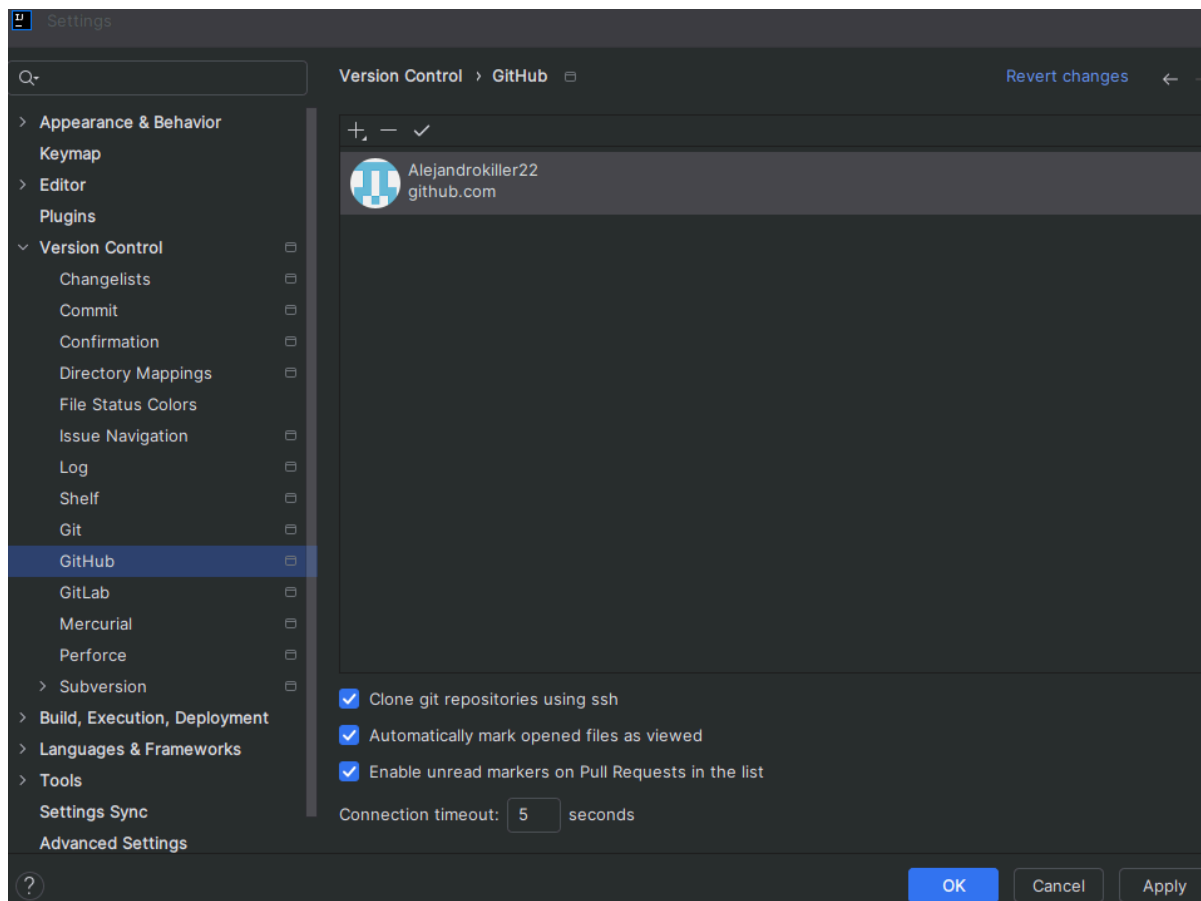 Settings
Version Control › GitHub
Revert changes
Appearance & Behavior
Keymap
Editor
Plugins
Version Control
Changelists
Commit
Confirmation
Directory Mappings
File Status Colors
Issue Navigation
Log
Shelf
Git
GitHub
GitLab
Mercurial
Perforce
Subversion
Build, Execution, Deployment
Languages & Frameworks
Tools
Settings Sync
Advanced Settings
Alejandrokiller22
github.com
Clone git repositories using ssh
Automatically mark opened files as viewed
Enable unread markers on Pull Requests in the list
Connection timeout: 5 seconds
?
OK
Cancel
Apply